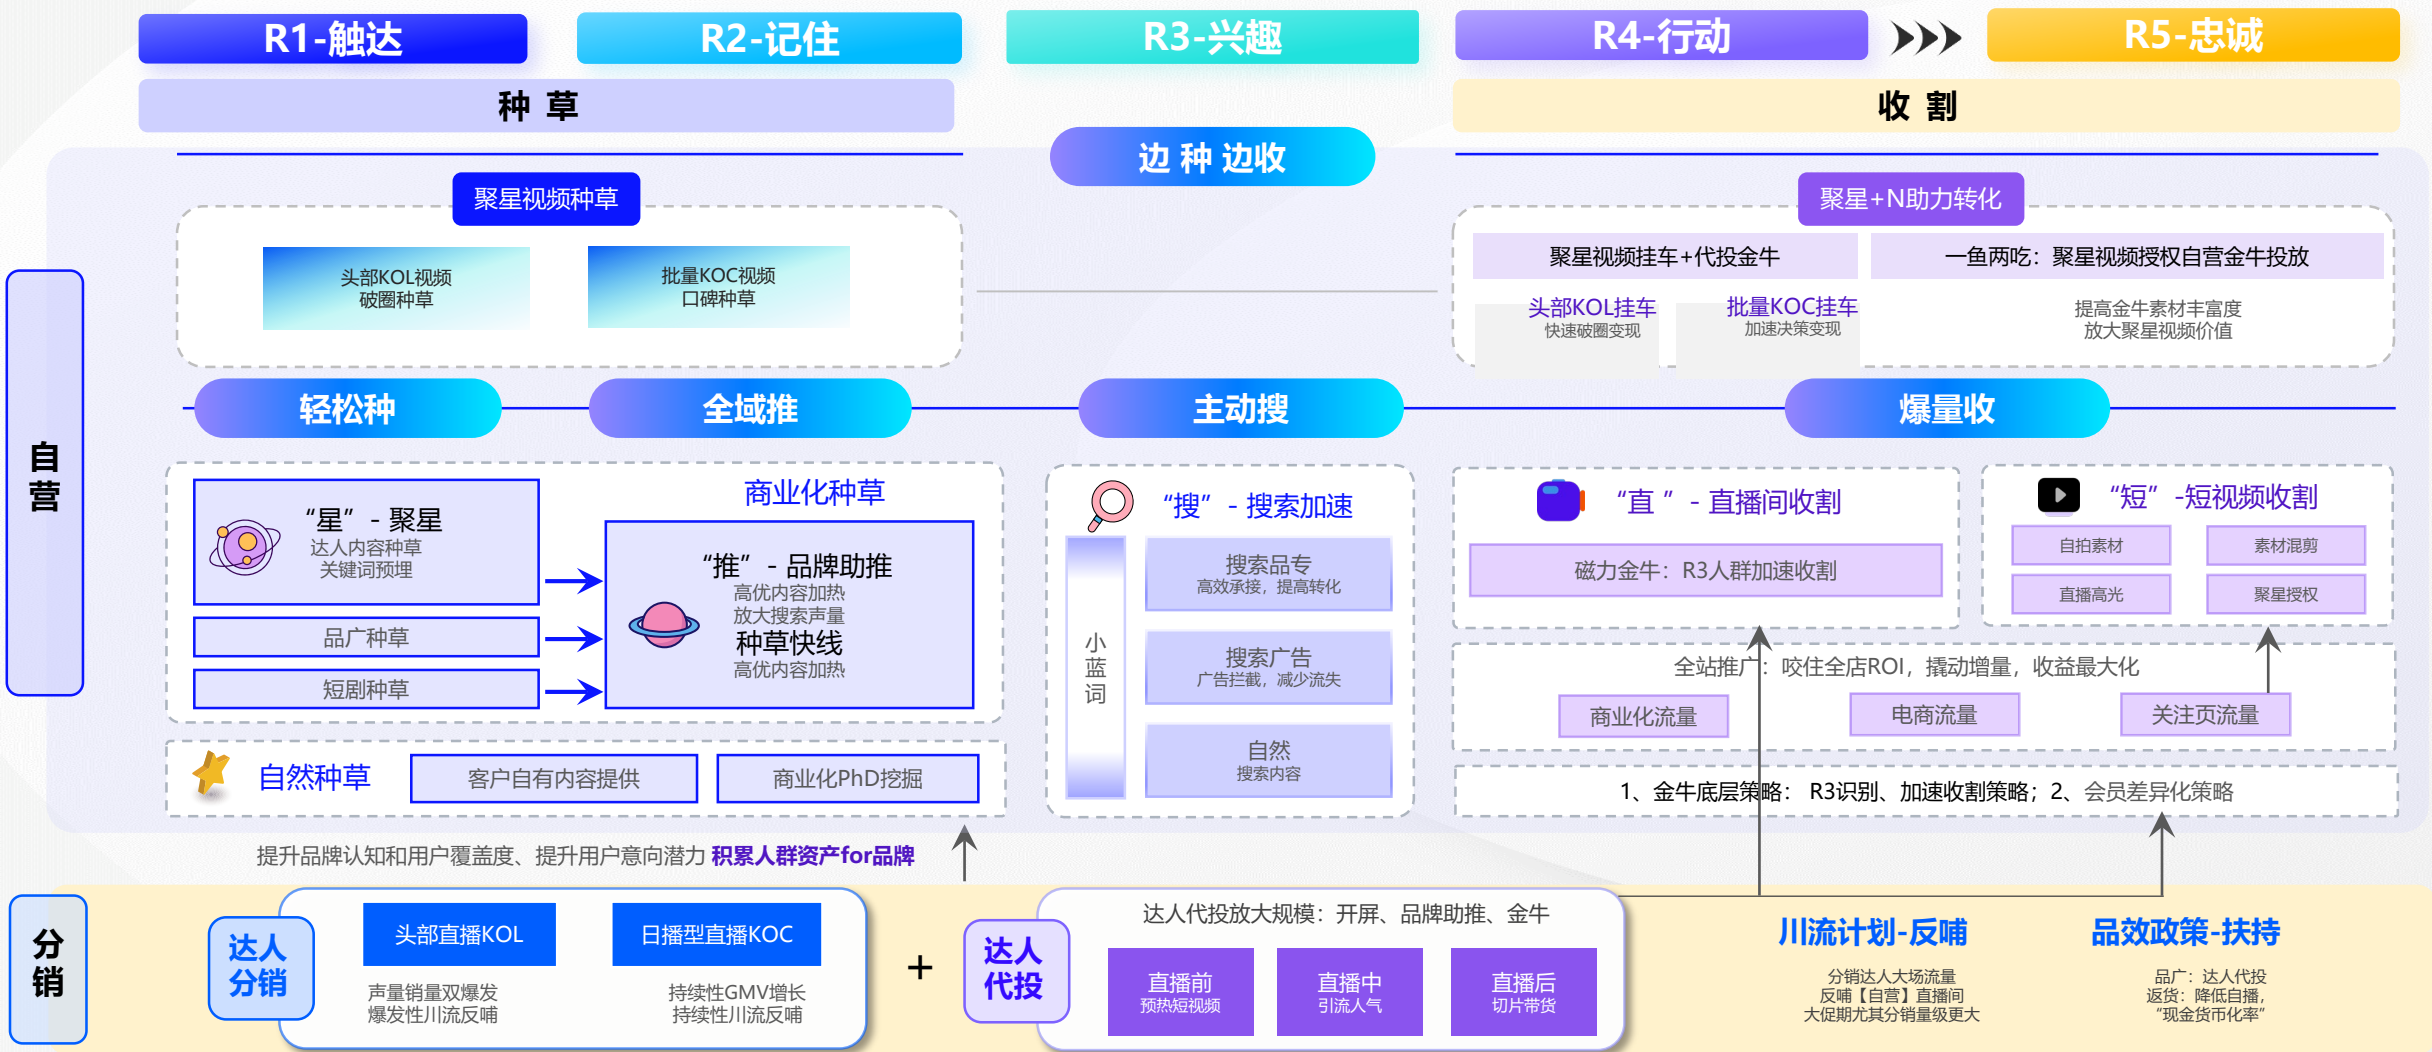 R1-触达
R2-记住
R3-兴趣
R4-行动
R5-忠诚
种 草
收 割
边 种 边收
聚星视频种草
头部KOL视频
破圈种草
批量KOC视频
口碑种草
聚星+N助力转化
聚星视频挂车+代投金牛
一鱼两吃：聚星视频授权自营金牛投放
头部KOL挂车
快速破圈变现
批量KOC挂车
加速决策变现
提高金牛素材丰富度
放大聚星视频价值
自营
轻松种
全域推
主动搜
爆量收
“星” - 聚星
达人内容种草
关键词预埋
品广种草
短剧种草
商业化种草
“推” - 品牌助推
高优内容加热
放大搜索声量
种草快线
高优内容加热
自然种草
客户自有内容提供
商业化PhD挖掘
“搜” - 搜索加速
小蓝词
搜索品专
高效承接，提高转化
搜索广告
广告拦截，减少流失
自然
搜索内容
“直 ” - 直播间收割
磁力金牛：R3人群加速收割
“短” -短视频收割
自拍素材
素材混剪
直播高光
聚星授权
全站推广：咬住全店ROI，撬动增量，收益最大化
商业化流量
电商流量
关注页流量
1、金牛底层策略： R3识别、加速收割策略；2、会员差异化策略
提升品牌认知和用户覆盖度、提升用户意向潜力 积累人群资产for品牌
分销
达人
分销
头部直播KOL
声量销量双爆发
爆发性川流反哺
日播型直播KOC
持续性GMV增长
持续性川流反哺
+
达人
代投
达人代投放大规模：开屏、品牌助推、金牛
直播前
预热短视频
直播中
引流人气
直播后
切片带货
川流计划-反哺
分销达人大场流量
反哺【自营】直播间
大促期尤其分销量级更大
品效政策-扶持
品广：达人代投
返货：降低自播，
“现金货币化率”